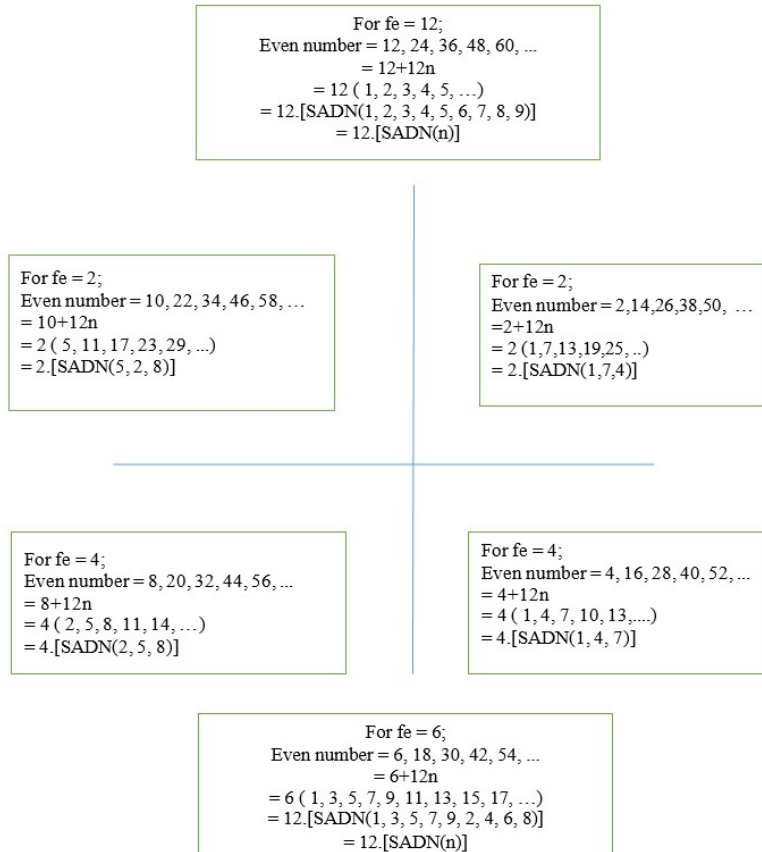 For fe = 12;
Even number = 12, 24, 36, 48, 60, ...
= 12+12n
= 12 ( 1, 2, 3, 4, 5, …)
= 12.[SADN(1, 2, 3, 4, 5, 6, 7, 8, 9)]
= 12.[SADN(n)]
For fe = 2;
Even number = 10, 22, 34, 46, 58, …
= 10+12n
= 2 ( 5, 11, 17, 23, 29, ...)
= 2.[SADN(5, 2, 8)]
For fe = 2;
Even number = 2,14,26,38,50, …
=2+12n
= 2 (1,7,13,19,25, ..)
= 2.[SADN(1,7,4)]
For fe = 4;
Even number = 8, 20, 32, 44, 56, ...
= 8+12n
= 4 ( 2, 5, 8, 11, 14, …)
= 4.[SADN(2, 5, 8)]
For fe = 4;
Even number = 4, 16, 28, 40, 52, ...
= 4+12n
= 4 ( 1, 4, 7, 10, 13,....)
= 4.[SADN(1, 4, 7)]
For fe = 6;
Even number = 6, 18, 30, 42, 54, ...
= 6+12n
= 6 ( 1, 3, 5, 7, 9, 11, 13, 15, 17, …)
= 12.[SADN(1, 3, 5, 7, 9, 2, 4, 6, 8)]
= 12.[SADN(n)]